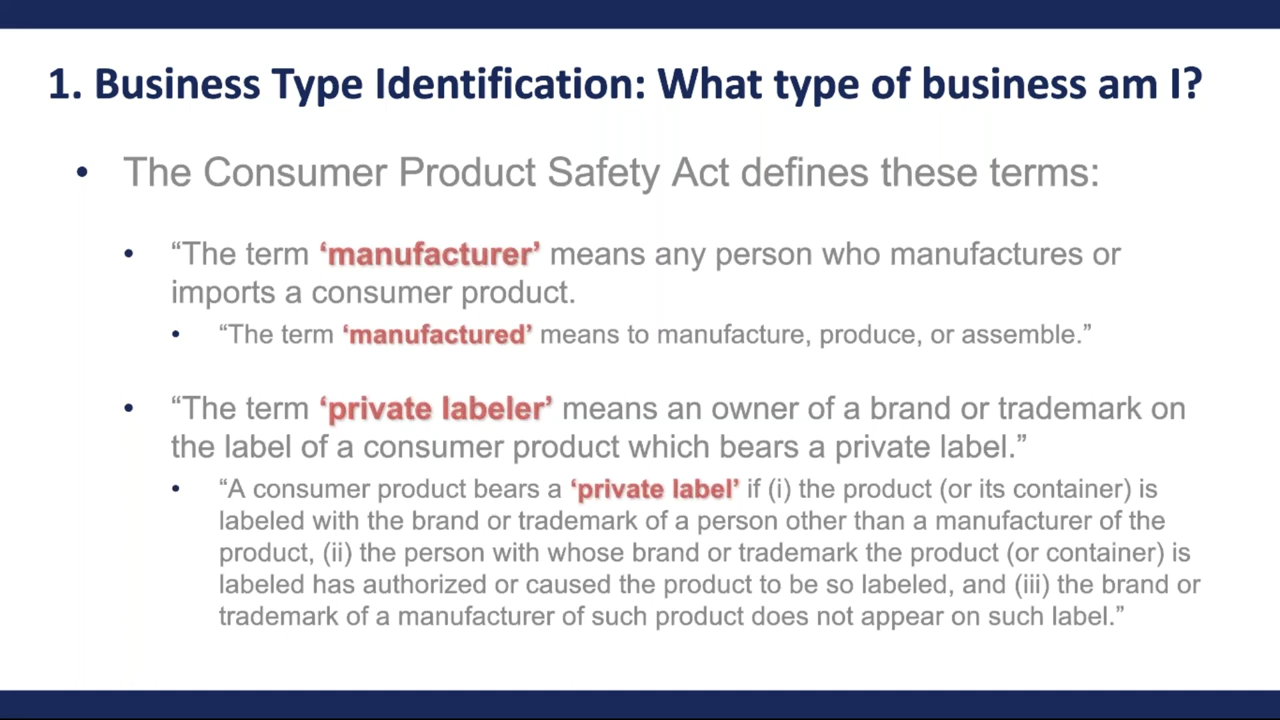 1. Business Type Identification: What type of business am I?
• The Consumer Product Safety Act defines these terms:
• “The term ‘manufacturer’ means any person who manufactures or
imports a consumer product.
• “The term ‘manufactured’ means to manufacture, produce, or assemble.”
• “The term ‘private labeler’ means an owner of a brand or trademark on
the label of a consumer product which bears a private label.”
• “A consumer product bears a ‘private label’ if (i) the product (or its container) is
labeled with the brand or trademark of a person other than a manufacturer of the
product, (ii) the person with whose brand or trademark the product (or container) is
labeled has authorized or caused the product to be so labeled, and (iii) the brand or
trademark of a manufacturer of such product does not appear on such label.”